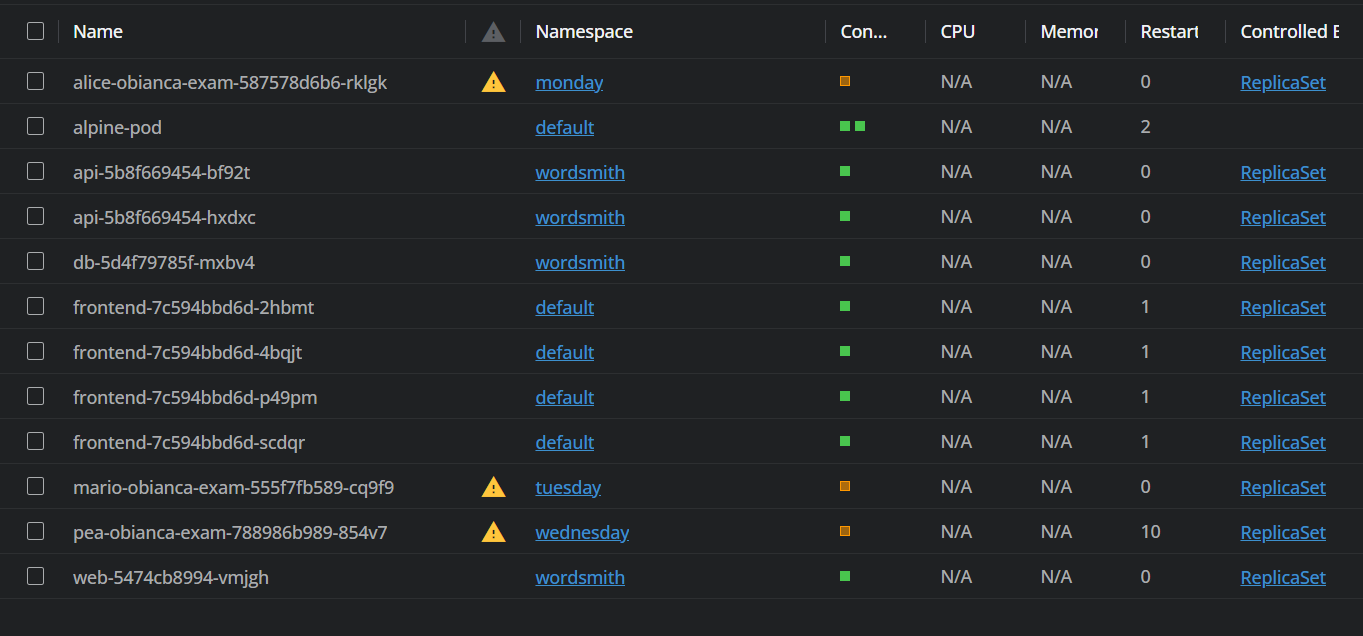 Name Namespace Con... CPU Memor Restart Controlled B
alice-obianca-exam-587578d6b6-rklgk monday N/A N/A 0 ReplicaSet
alpine-pod default N/A N/A 2
api-5b8f669454-bf92t wordsmith N/A N/A 0 ReplicaSet
api-5b8f669454-hxdxc wordsmith N/A N/A 0 ReplicaSet
db-5d4f79785f-mxbv4 wordsmith N/A N/A 0 ReplicaSet
frontend-7c594bbd6d-2hbmt default N/A N/A 1 ReplicaSet
frontend-7c594bbd6d-4bqjt default N/A N/A 1 ReplicaSet
frontend-7c594bbd6d-p49pm default N/A N/A 1 ReplicaSet
frontend-7c594bbd6d-scdqr default N/A N/A 1 ReplicaSet
mario-obianca-exam-555f7fb589-cq9f9 tuesday N/A N/A 0 ReplicaSet
pea-obianca-exam-788986b989-854v7 wednesday N/A N/A 10 ReplicaSet
web-5474cb8994-vmjgh wordsmith N/A N/A 0 ReplicaSet